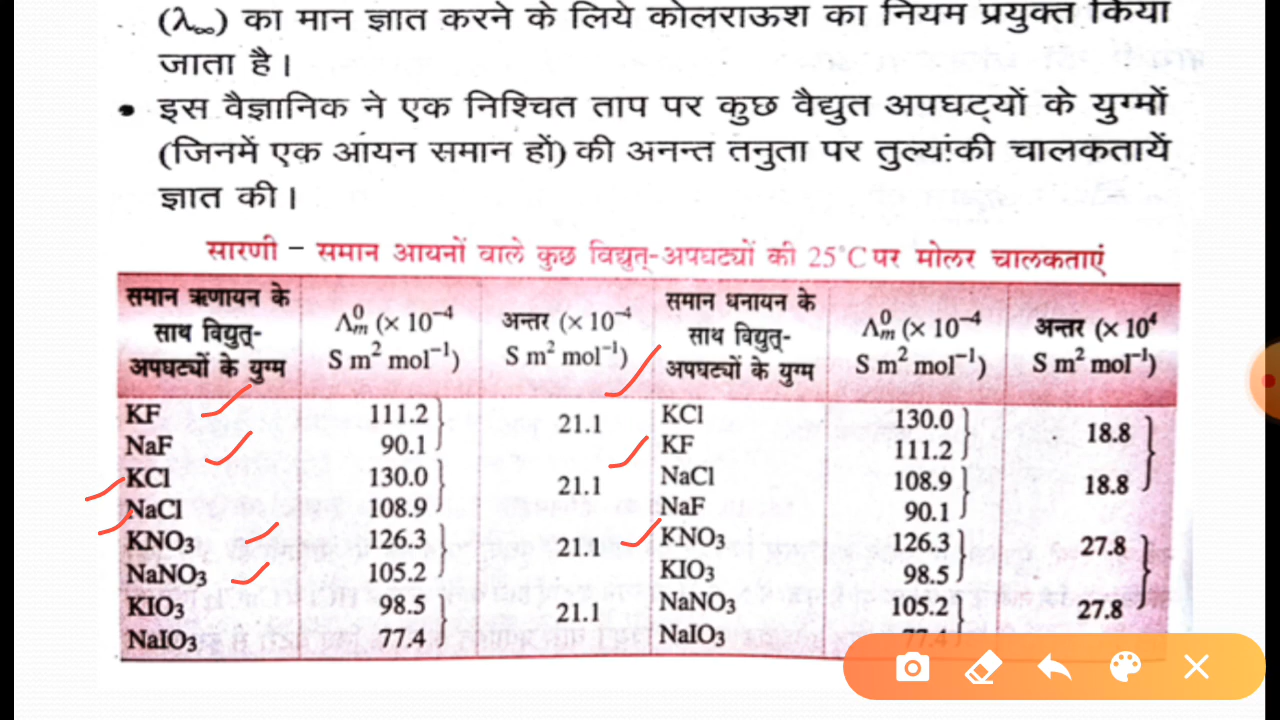 (λ∞) का मान ज्ञात करने के लिये कोलराऊश का नियम प्रयुक्त किया
जाता है।
• इस वैज्ञानिक ने एक निश्चित ताप पर कुछ वैद्युत अपघट्यों के युग्मों
(जिनमें एक आयन समान हों) की अनन्त तनुता पर तुल्यांकी चालकतायें
ज्ञात की।
सारणी – समान आयनों वाले कुछ विद्युत्-अपघट्यों की 25°C पर मोलर चालकताएं
समान ऋणायन के साथ विद्युत्-अपघट्यों के युग्म Λ⁰m (× 10⁻⁴ S m² mol⁻¹) अन्तर (× 10⁻⁴ S m² mol⁻¹) समान धनायन के साथ विद्युत्-अपघट्यों के युग्म Λ⁰m (× 10⁻⁴ S m² mol⁻¹) अन्तर (× 10⁴ S m² mol⁻¹)
KF 111.2 21.1 KCl 130.0 18.8
NaF 90.1 KF 111.2
KCl 130.0 21.1 NaCl 108.9 18.8
NaCl 108.9 NaF 90.1
KNO₃ 126.3 21.1 KNO₃ 126.3 27.8
NaNO₃ 105.2 KIO₃ 98.5
KIO₃ 98.5 21.1 NaNO₃ 105.2 27.8
NaIO₃ 77.4 NaIO₃ 77.4